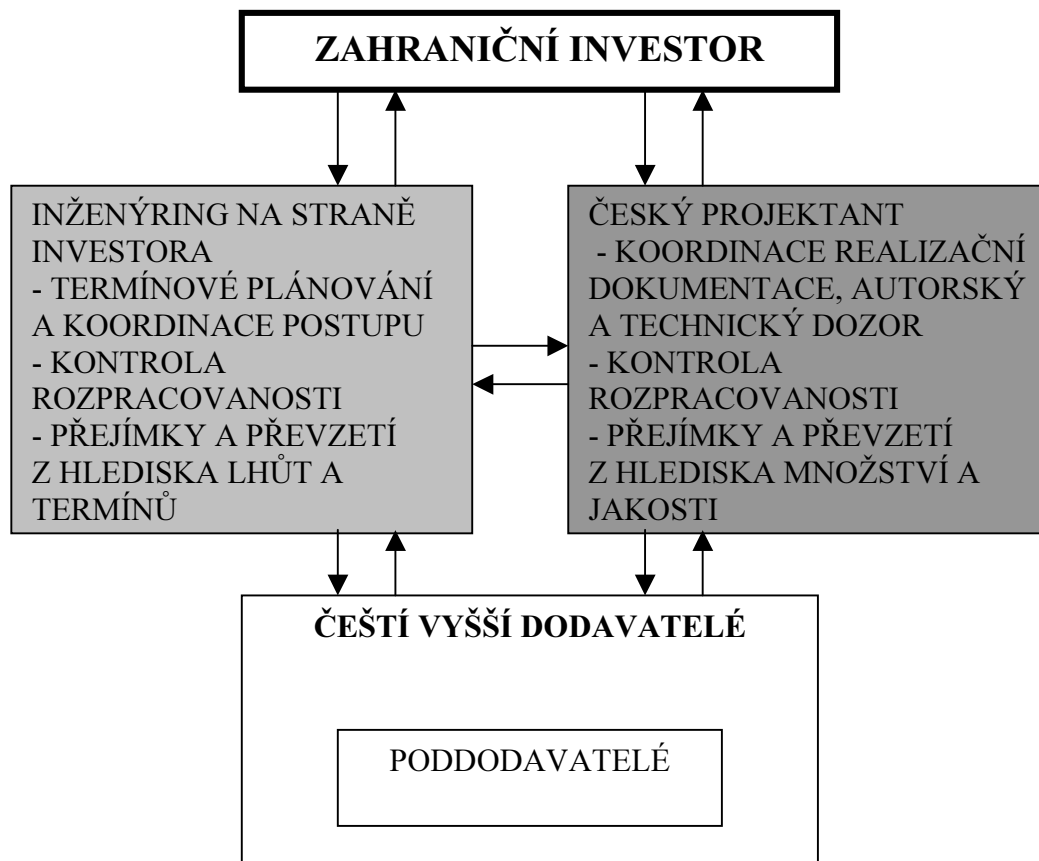 ZAHRANIČNÍ INVESTOR
INŽENÝRING NA STRANĚ
INVESTORA
- TERMÍNOVÉ PLÁNOVÁNÍ
A KOORDINACE POSTUPU
- KONTROLA
ROZPRACOVANOSTI
- PŘEJÍMKY A PŘEVZETÍ
Z HLEDISKA LHŮT A
TERMÍNŮ
ČESKÝ PROJEKTANT
- KOORDINACE REALIZAČNÍ
DOKUMENTACE, AUTORSKÝ
A TECHNICKÝ DOZOR
- KONTROLA
ROZPRACOVANOSTI
- PŘEJÍMKY A PŘEVZETÍ
Z HLEDISKA MNOŽSTVÍ A
JAKOSTI
ČEŠTÍ VYŠŠÍ DODAVATELÉ
PODDODAVATELÉ